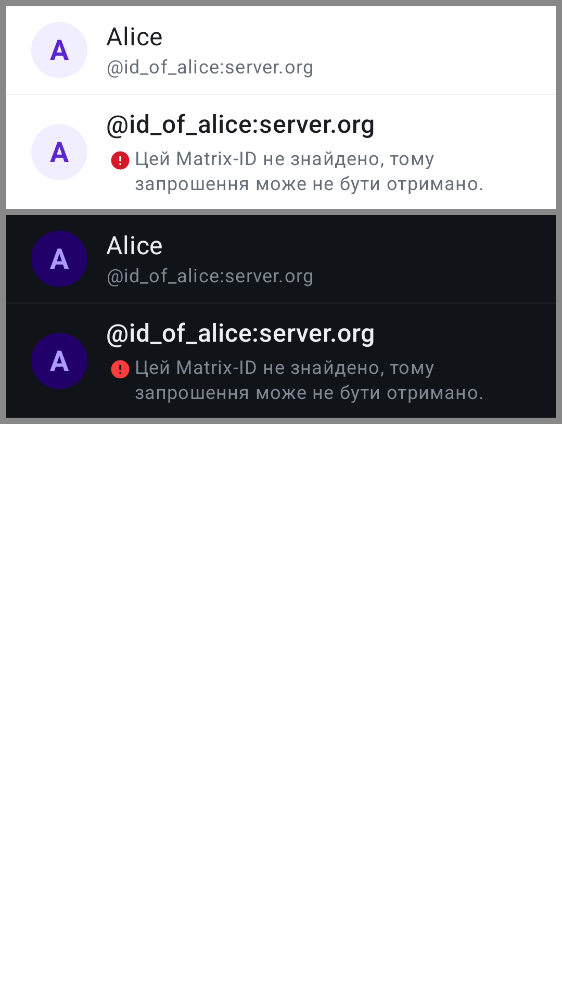 A
Alice
@id_of_alice:server.org
A
@id_of_alice:server.org
Цей Matrix-ID не знайдено, тому
запрошення може не бути отримано.
A
Alice
@id_of_alice:server.org
A
@id_of_alice:server.org
Цей Matrix-ID не знайдено, тому
запрошення може не бути отримано.